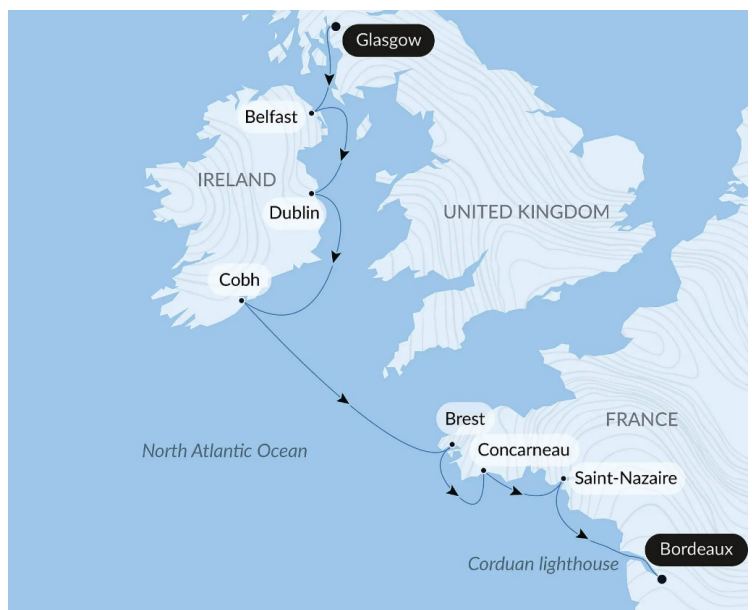 Glasgow
Belfast
IRELAND
Dublin
UNITED KINGDOM
Cobh
Brest
FRANCE
Concarneau
North Atlantic Ocean
Saint-Nazaire
Bordeaux
Corduan lighthouse